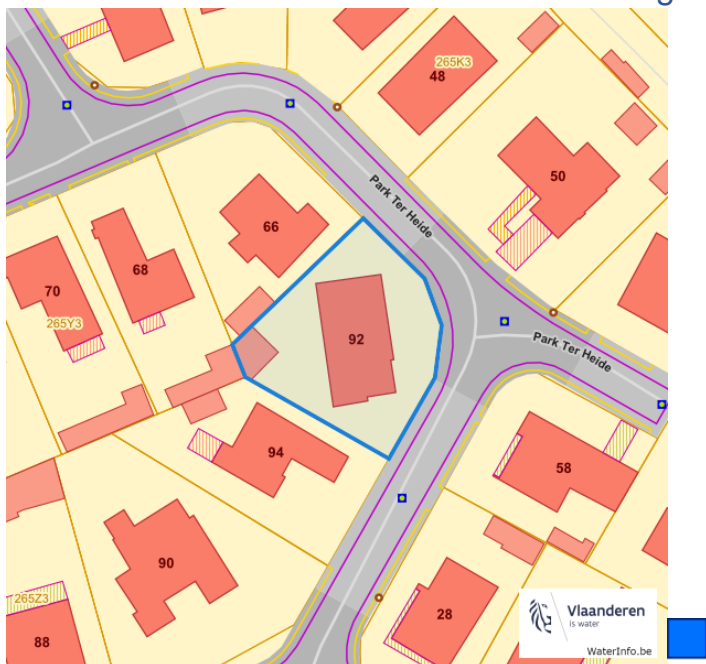 265K3
48
50
Park Ter Heide
66
68
70
265Y3
92
Park Ter Heide
94
58
90
265Z3
28
88
Vlaanderen
is water
WaterInfo.be